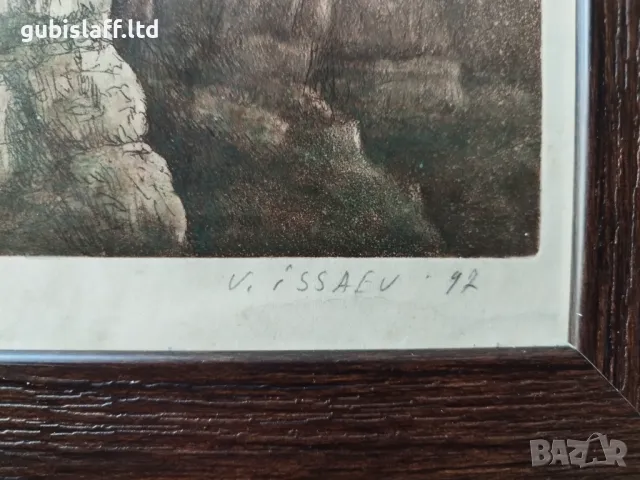 gubislaff.ltd
V. iSSAEV '92
BAZAR